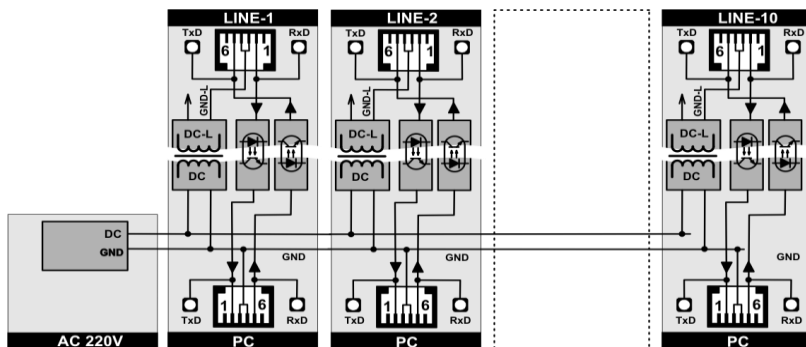 LINE-1 LINE-2 LINE-10
TxD RxD TxD RxD TxD RxD
6 1 6 1 6 1
GND-L GND-L GND-L
DC-L DC-L DC-L
DC DC DC
DC
GND GND GND GND
1 6 1 6 1 6
TxD RxD TxD RxD TxD RxD
AC 220V PC PC PC